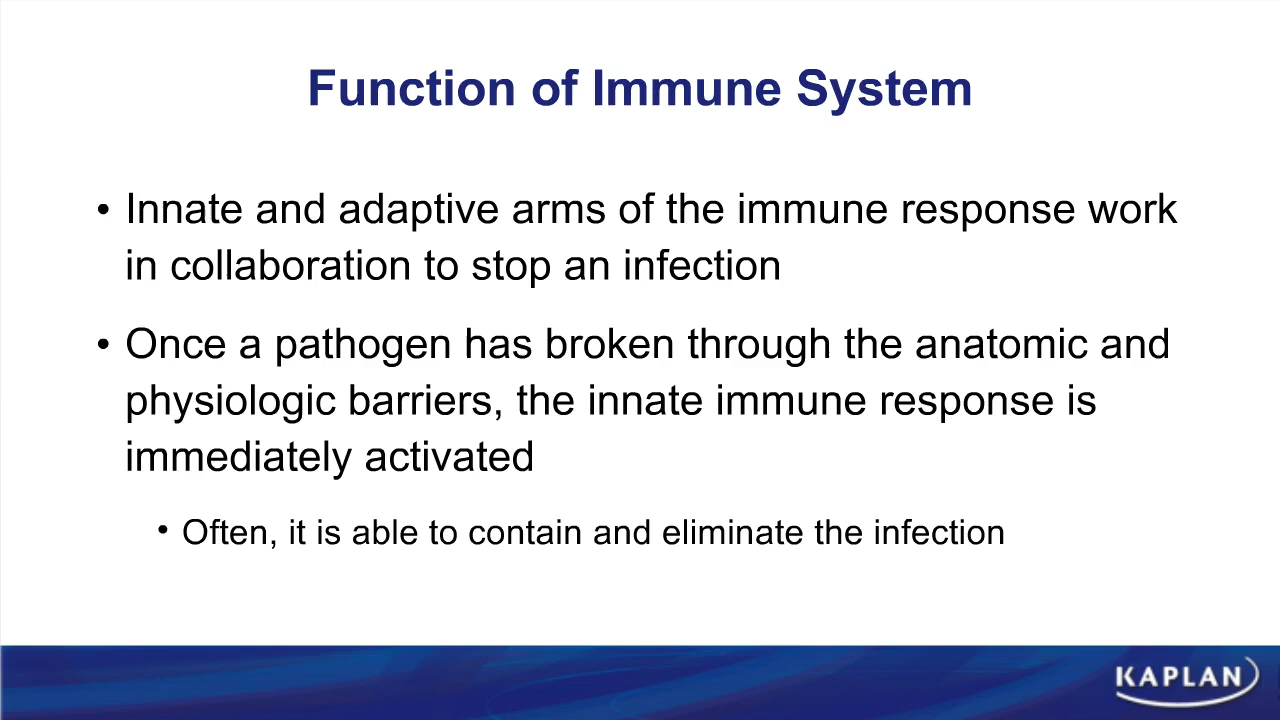 Function of Immune System
• Innate and adaptive arms of the immune response work
in collaboration to stop an infection
• Once a pathogen has broken through the anatomic and
physiologic barriers, the innate immune response is
immediately activated
• Often, it is able to contain and eliminate the infection
KAPLAN